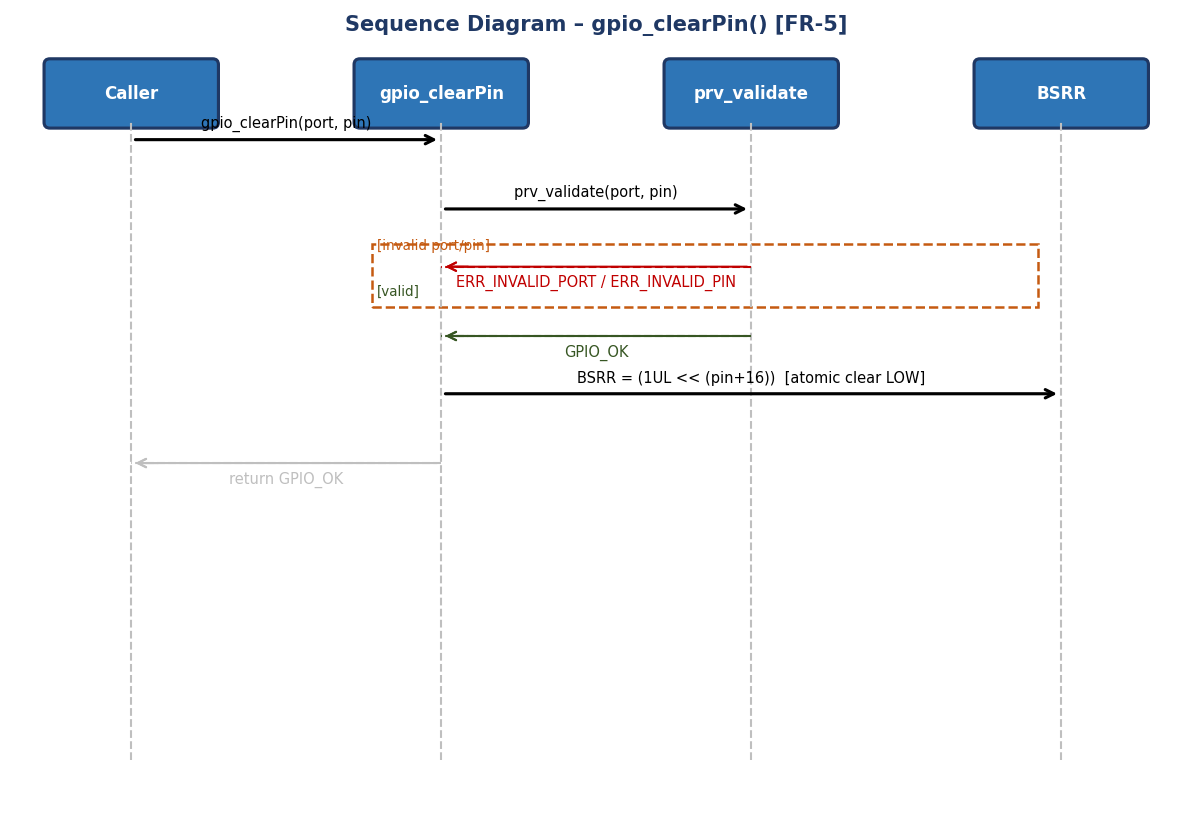 Sequence Diagram – gpio_clearPin() [FR-5]
Caller
gpio_clearPin
prv_validate
BSRR
gpio_clearPin(port, pin)
prv_validate(port, pin)
[invalid port/pin]
ERR_INVALID_PORT / ERR_INVALID_PIN
[valid]
GPIO_OK
BSRR = (1UL << (pin+16))  [atomic clear LOW]
return GPIO_OK